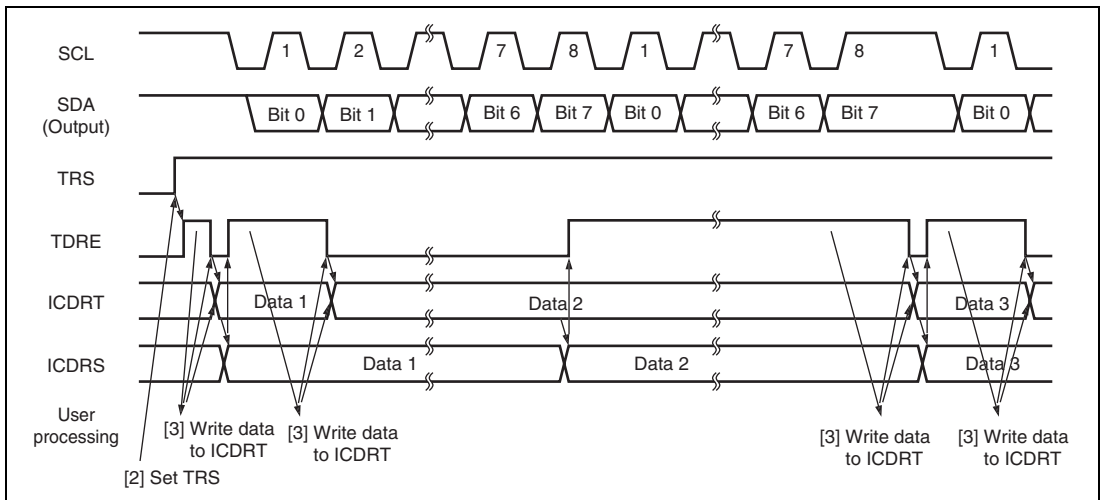 SCL 1 2 7 8 1 7 8 1
SDA
(Output)
Bit 0 Bit 1 Bit 6 Bit 7 Bit 0 Bit 6 Bit 7 Bit 0
TRS
TDRE
ICDRT Data 1 Data 2 Data 3
ICDRS Data 1 Data 2 Data 3
User
processing
[3] Write data
to ICDRT
[3] Write data
to ICDRT
[3] Write data
to ICDRT
[3] Write data
to ICDRT
[2] Set TRS